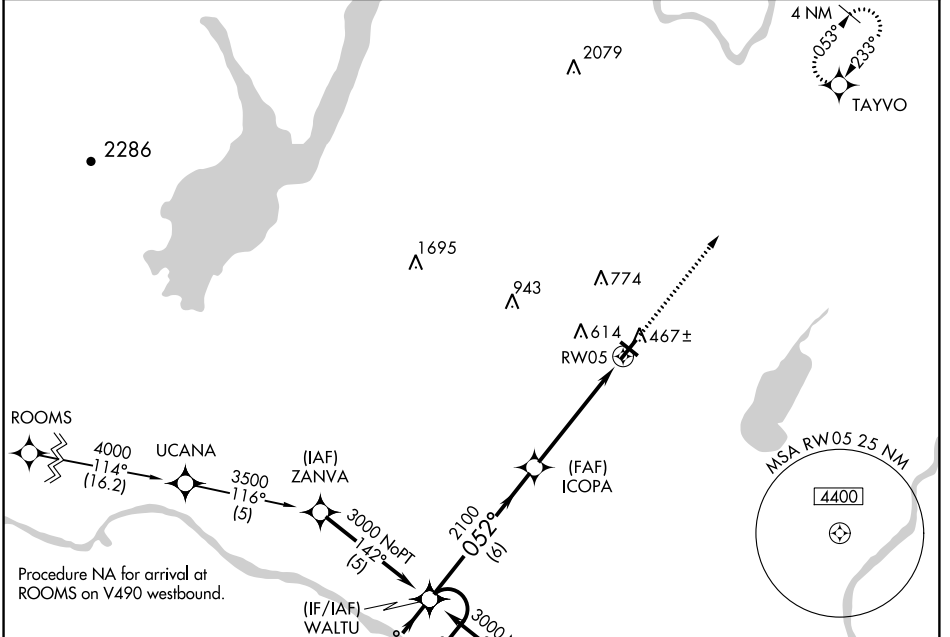 4 NM
053°
233°
TAYVO
2079
2286
1695
943
774
614
467±
RW05
ROOMS
4000
114°
(16.2)
UCANA
3500
116°
(5)
(IAF)
ZANVA
3000 NoPT
142°
(5)
(FAF)
ICOPA
2100
052°
(6)
MSA RW05 25 NM
4400
Procedure NA for arrival at
ROOMS on V490 westbound.
(IF/IAF)
WALTU
3000